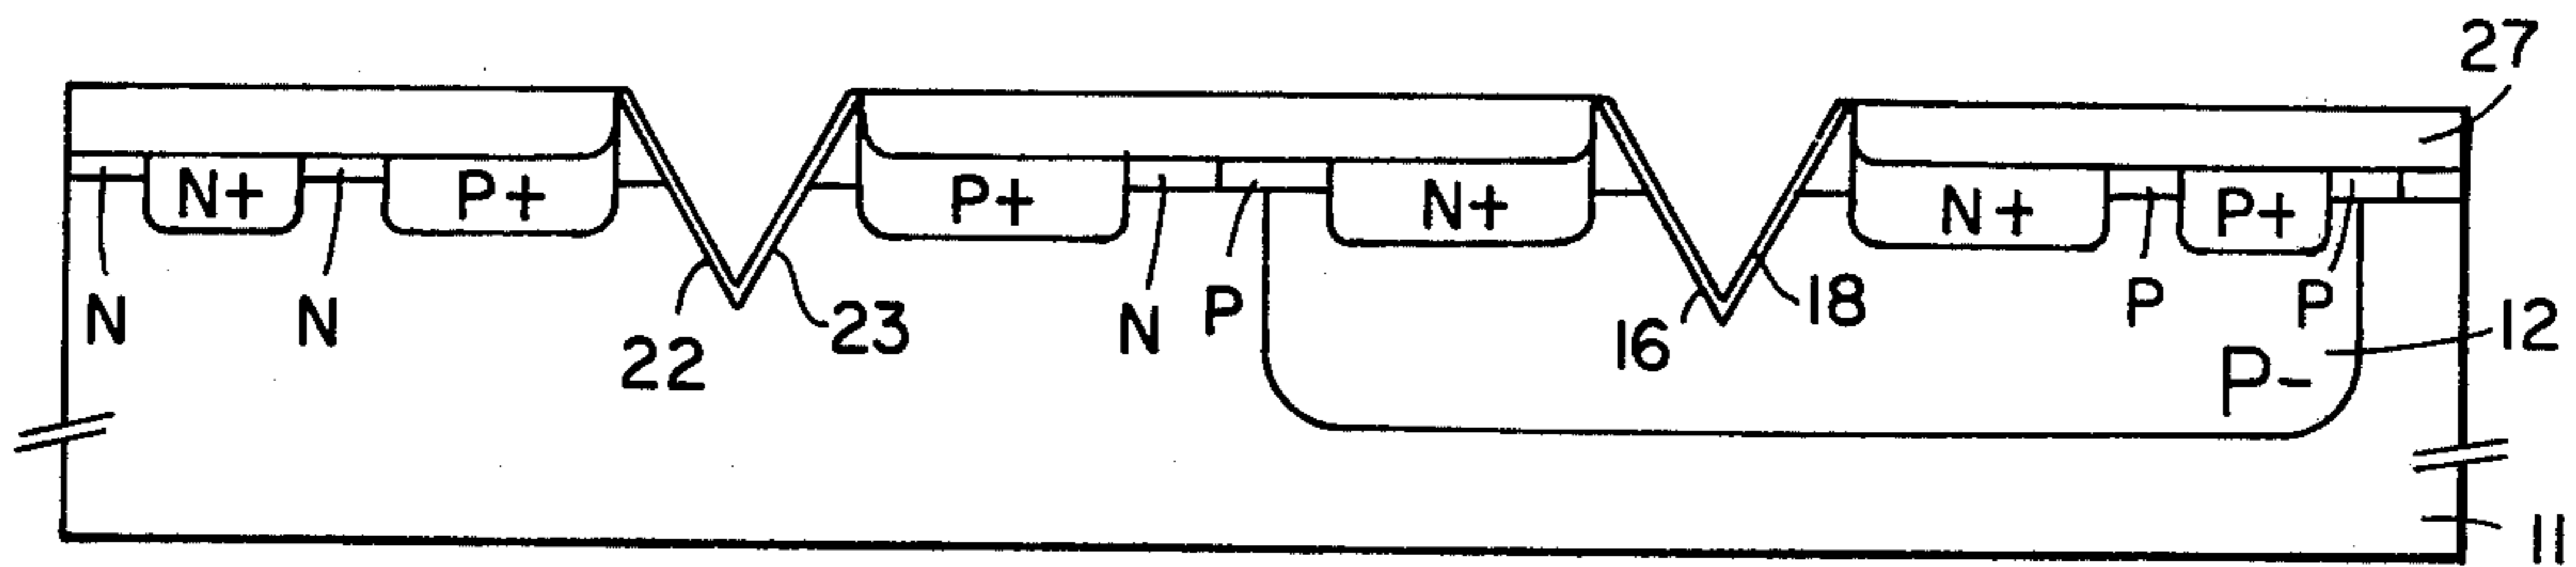 27
N+ P+ P+ N+ N+ P+
N N 22 23 N P 16 18 P P 12
P-
11